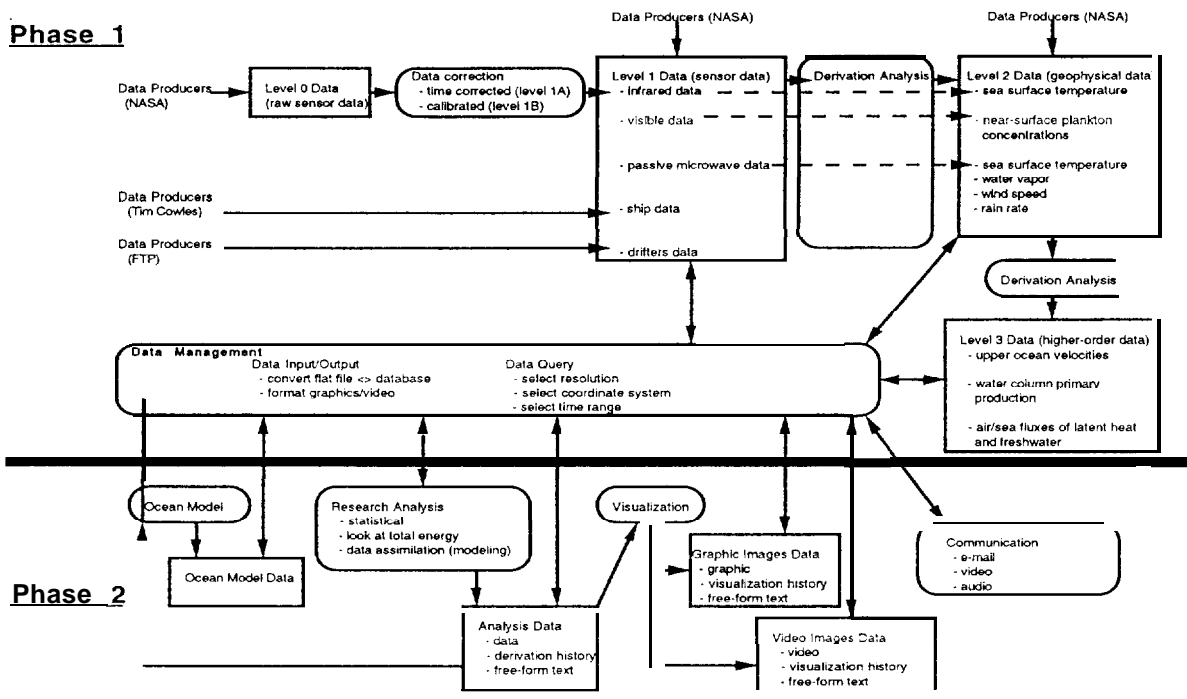 Phase 1
Data Producers (NASA)
Data Producers (NASA)
Data Producers
(NASA)
Level 0 Data
(raw sensor data)
Data correction
- time corrected (level 1A)
- calibrated (level 1B)
Level 1 Data (sensor data)
- infrared data
- visible data
- passive microwave data
- ship data
- drifters data
Derivation Analysis
Level 2 Data (geophysical data)
- sea surface temperature
- near-surface plankton
concentrations
- sea surface temperature
- water vapor
- wind speed
- rain rate
Data Producers
(Tim Cowles)
Data Producers
(FTP)
Derivation Analysis
Level 3 Data (higher-order data)
- upper ocean velocities
- water column primary
production
- air/sea fluxes of latent heat
and freshwater
Data Management
Data Input/Output
- convert flat file <> database
- format graphics/video
Data Query
- select resolution
- select coordinate system
- select time range
Ocean Model
Ocean Model Data
Research Analysis
- statistical
- look at total energy
- data assimilation (modeling)
Visualization
Graphic Images Data
- graphic
- visualization history
- free-form text
Communication
- e-mail
- video
- audio
Phase 2
Analysis Data
- data
- derivation history
- free-form text
Video Images Data
- video
- visualization history
- free-form text